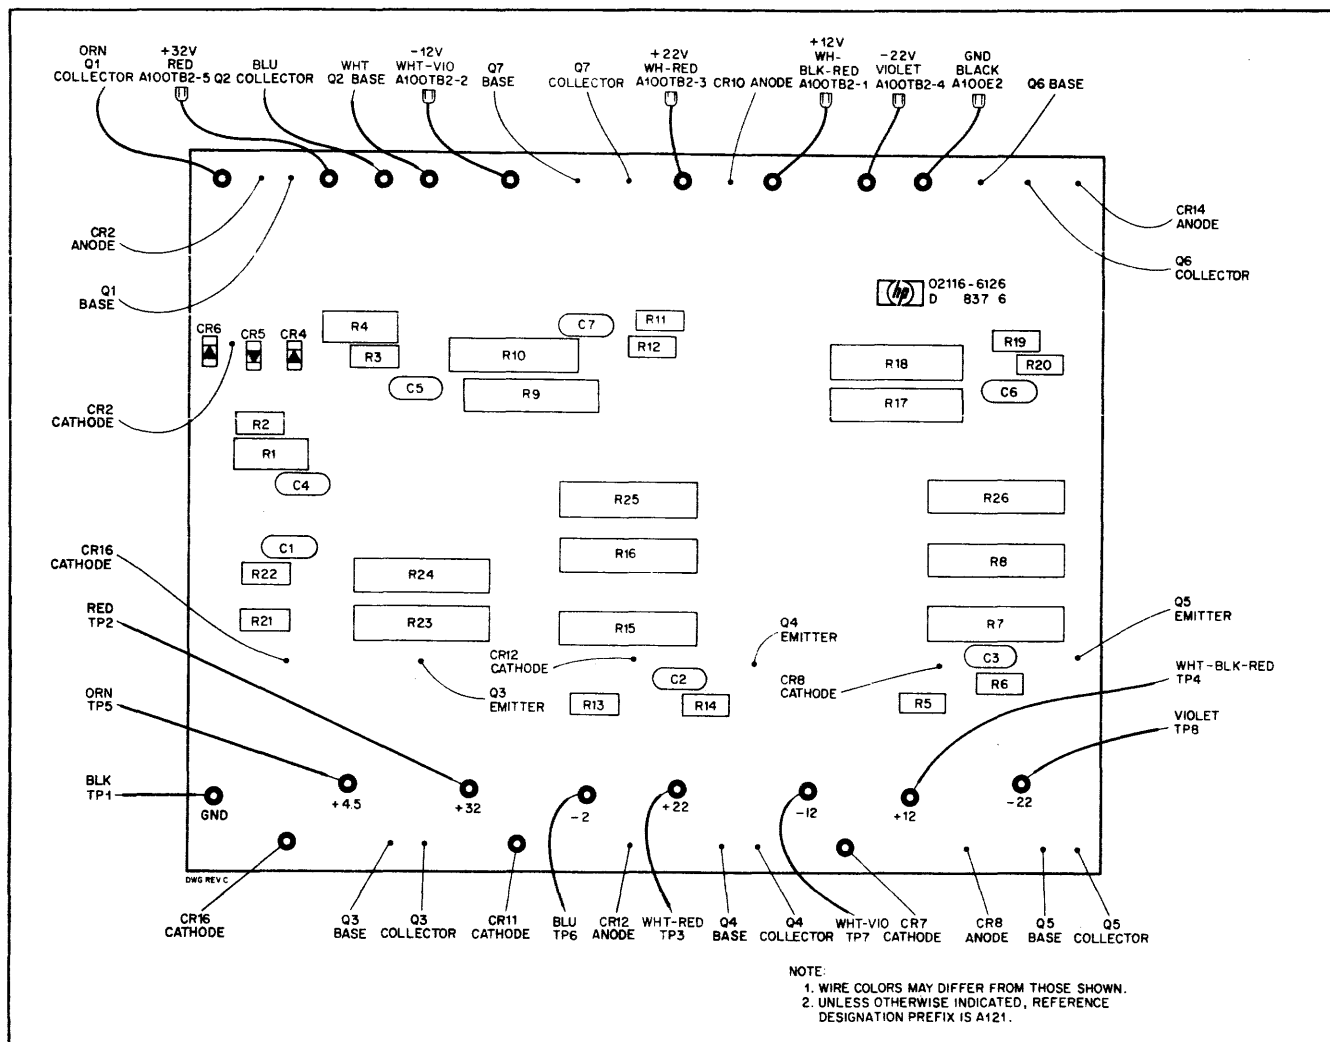 ORN
Q1
COLLECTOR
+32V
RED
A100TB2-5
BLU
Q2 COLLECTOR
WHT
Q2 BASE
-12V
WHT-VIO
A100TB2-2
Q7
BASE
Q7
COLLECTOR
+22V
WH-RED
A100TB2-3
CR10 ANODE
+12V
WH-
BLK-RED
A100TB2-1
-22V
VIOLET
A100TB2-4
GND
BLACK
A100E2
Q6 BASE
CR2
ANODE
Q1
BASE
CR14
ANODE
Q6
COLLECTOR
hp
02116-6126
D 837 6
CR6
CR5
CR4
R4
R3
C5
R10
R9
C7
R11
R12
R18
R17
R19
R20
C6
CR2
CATHODE
R2
R1
C4
C1
R22
R21
R24
R23
R25
R16
R15
R26
R8
R7
CR16
CATHODE
RED
TP2
ORN
TP5
BLK
TP1
Q3
EMITTER
CR12
CATHODE
C2
R13
R14
Q4
EMITTER
CR8
CATHODE
C3
R6
R5
Q5
EMITTER
WHT-BLK-RED
TP4
VIOLET
TP8
GND
+4.5
+32
-2
+22
-12
+12
-22
DWG REV C
CR16
CATHODE
Q3
BASE
Q3
COLLECTOR
CR11
CATHODE
BLU
TP6
CR12
ANODE
WHT-RED
TP3
Q4
BASE
Q4
COLLECTOR
WHT-VIO
TP7
CR7
CATHODE
CR8
ANODE
Q5
BASE
Q5
COLLECTOR
NOTE:
1. WIRE COLORS MAY DIFFER FROM THOSE SHOWN.
2. UNLESS OTHERWISE INDICATED, REFERENCE
DESIGNATION PREFIX IS A121.